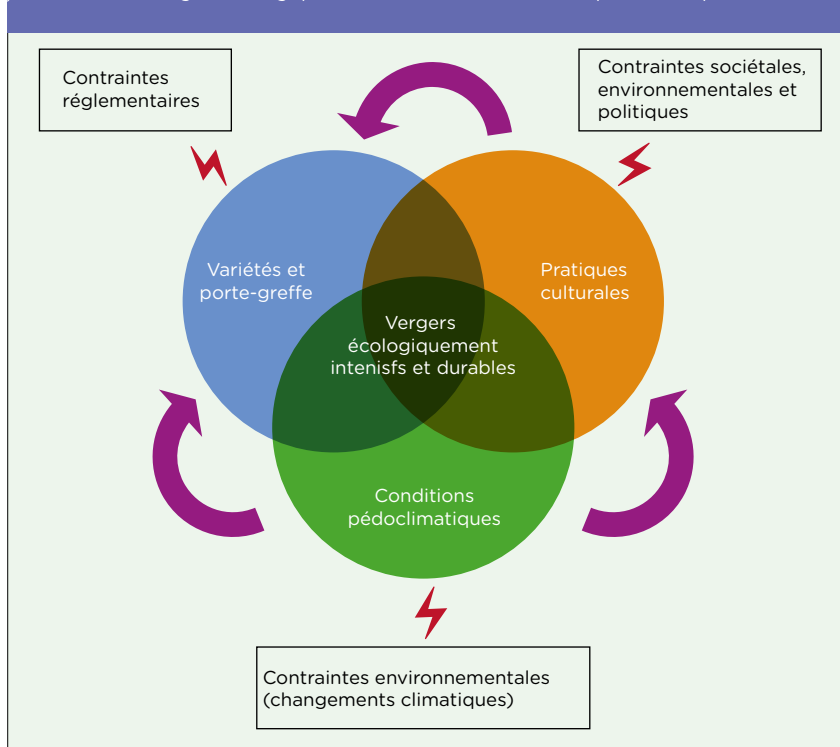 Contraintes
réglementaires
Contraintes sociétales,
environnementales et
politiques
Variétés et
porte-greffe
Pratiques
culturales
Vergers
écologiquement
intenisfs et durables
Conditions
pédoclimatiques
Contraintes environnementales
(changements climatiques)